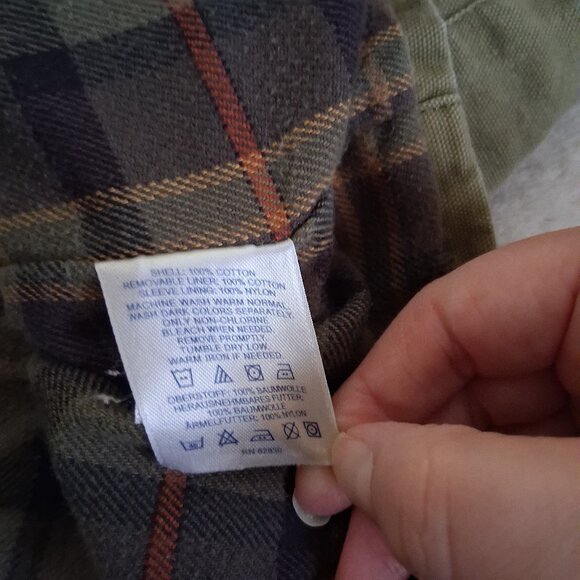 SHELL: 100% COTTON
REMOVABLE LINER: 100% COTTON
SLEEVE LINING: 100% NYLON
MACHINE WASH WARM NORMAL.
WASH DARK COLORS SEPARATELY.
ONLY NON-CHLORINE
BLEACH WHEN NEEDED.
REMOVE PROMPTLY.
TUMBLE DRY LOW.
WARM IRON IF NEEDED.
OBERSTOFF: 100% BAUMWOLLE
HERAUSNEHMBARES FUTTER:
100% BAUMWOLLE
ÄRMELFUTTER: 100% NYLON
RN 62830